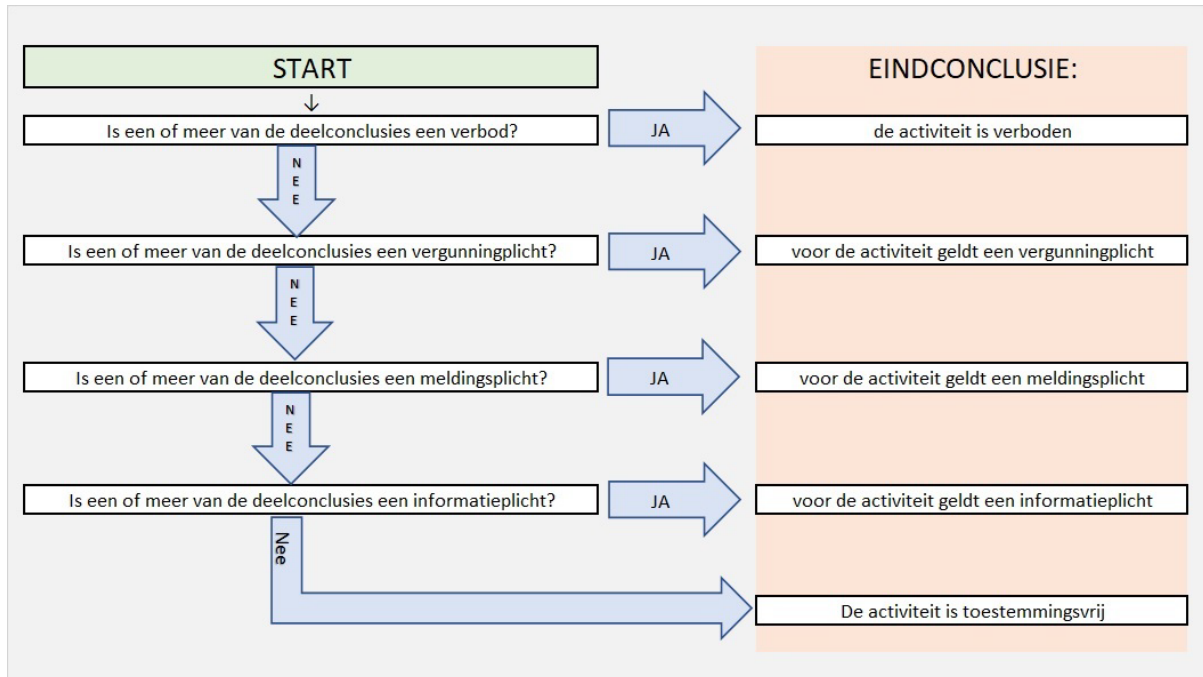 START
EINDCONCLUSIE:
↓
Is een of meer van de deelconclusies een verbod?
JA
de activiteit is verboden
NEE
Is een of meer van de deelconclusies een vergunningplicht?
JA
voor de activiteit geldt een vergunningplicht
NEE
Is een of meer van de deelconclusies een meldingsplicht?
JA
voor de activiteit geldt een meldingsplicht
NEE
Is een of meer van de deelconclusies een informatieplicht?
JA
voor de activiteit geldt een informatieplicht
Nee
De activiteit is toestemmingsvrij